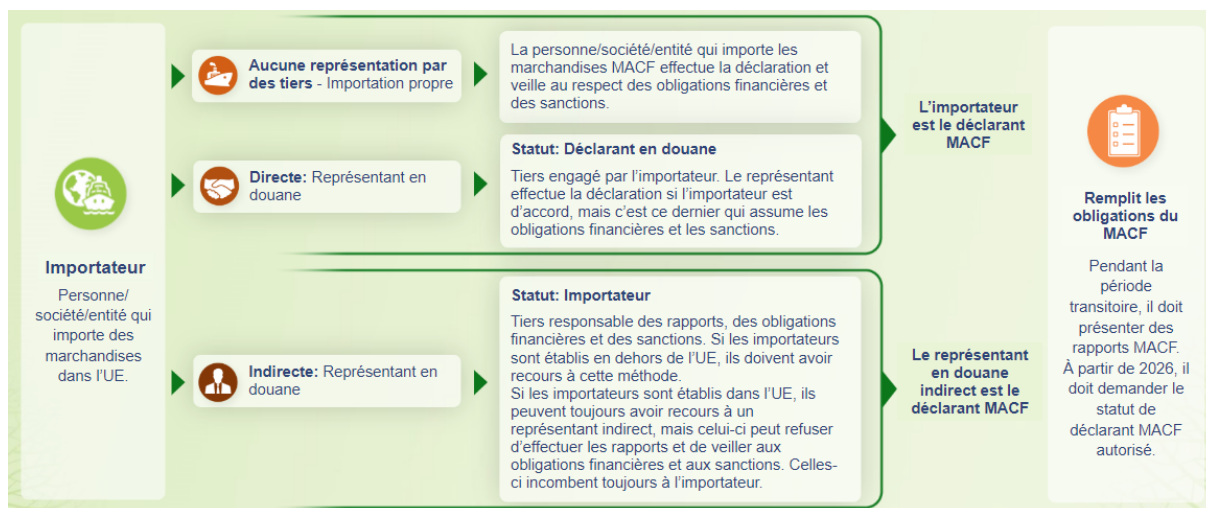 Importateur
Personne/
société/entité qui
importe des
marchandises
dans l'UE.
Aucune représentation par
des tiers - Importation propre
La personne/société/entité qui importe les
marchandises MACF effectue la déclaration et
veille au respect des obligations financières et
des sanctions.
Directe: Représentant en
douane
Statut: Déclarant en douane
Tiers engagé par l'importateur. Le représentant
effectue la déclaration si l'importateur est
d'accord, mais c'est ce dernier qui assume les
obligations financières et les sanctions.
L'importateur
est le déclarant
MACF
Indirecte: Représentant en
douane
Statut: Importateur
Tiers responsable des rapports, des obligations
financières et des sanctions. Si les importateurs
sont établis en dehors de l'UE, ils doivent avoir
recours à cette méthode.
Si les importateurs sont établis dans l'UE, ils
peuvent toujours avoir recours à un
représentant indirect, mais celui-ci peut refuser
d'effectuer les rapports et de veiller aux
obligations financières et aux sanctions. Celles-
ci incombent toujours à l'importateur.
Le représentant
en douane
indirect est le
déclarant MACF
Remplit les
obligations du
MACF
Pendant la
période
transitoire, il doit
présenter des
rapports MACF.
À partir de 2026, il
doit demander le
statut de
déclarant MACF
autorisé.